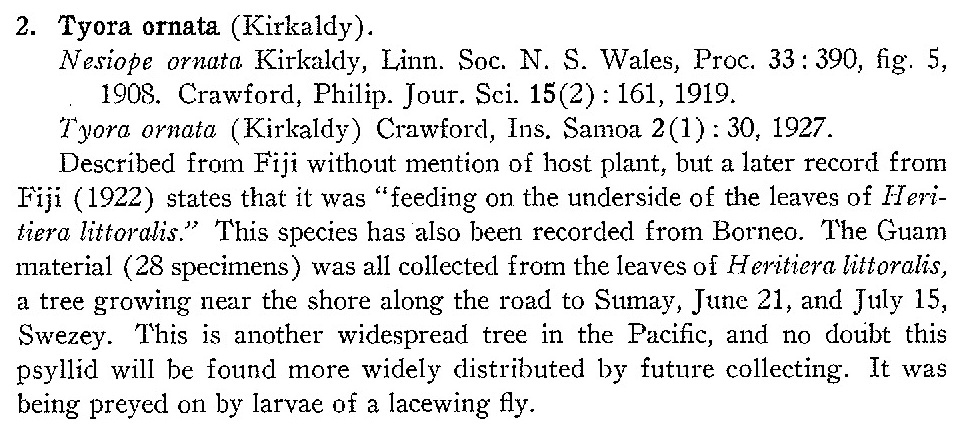 2. Tyora ornata (Kirkaldy).
Nesiope ornata Kirkaldy, Linn. Soc. N. S. Wales, Proc. 33 : 390, fig. 5,
1908. Crawford, Philip. Jour. Sci. 15(2) : 161, 1919.
Tyora ornata (Kirkaldy) Crawford, Ins. Samoa 2(1) : 30, 1927.
Described from Fiji without mention of host plant, but a later record from
Fiji (1922) states that it was “feeding on the underside of the leaves of Heri-
tiera littoralis.” This species has also been recorded from Borneo. The Guam
material (28 specimens) was all collected from the leaves of Heritiera littoralis,
a tree growing near the shore along the road to Sumay, June 21, and July 15,
Swezey. This is another widespread tree in the Pacific, and no doubt this
psyllid will be found more widely distributed by future collecting. It was
being preyed on by larvae of a lacewing fly.